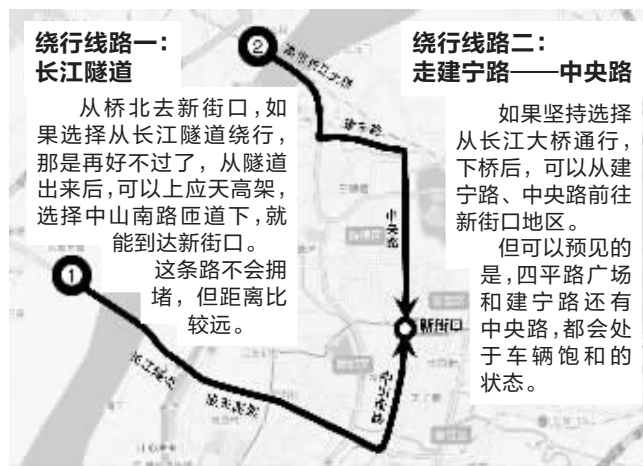 绕行线路一：
长江隧道
从桥北去新街口，如
果选择从长江隧道绕行，
那是再好不过了，从隧道
出来后，可以上应天高架，
选择中山南路匝道下，就
能到达新街口。
这条路不会拥
堵，但距离比
较远。
绕行线路二：
走建宁路——中央路
如果坚持选择
从长江大桥通行，
下桥后，可以从建
宁路、中央路前往
新街口地区。
但可以预见的
是，四平路广场
和建宁路还有
中央路，都会处
于车辆饱和的
状态。
②
建宁路
中央路
①
新街口
长江隧道
应天高架
中山南路